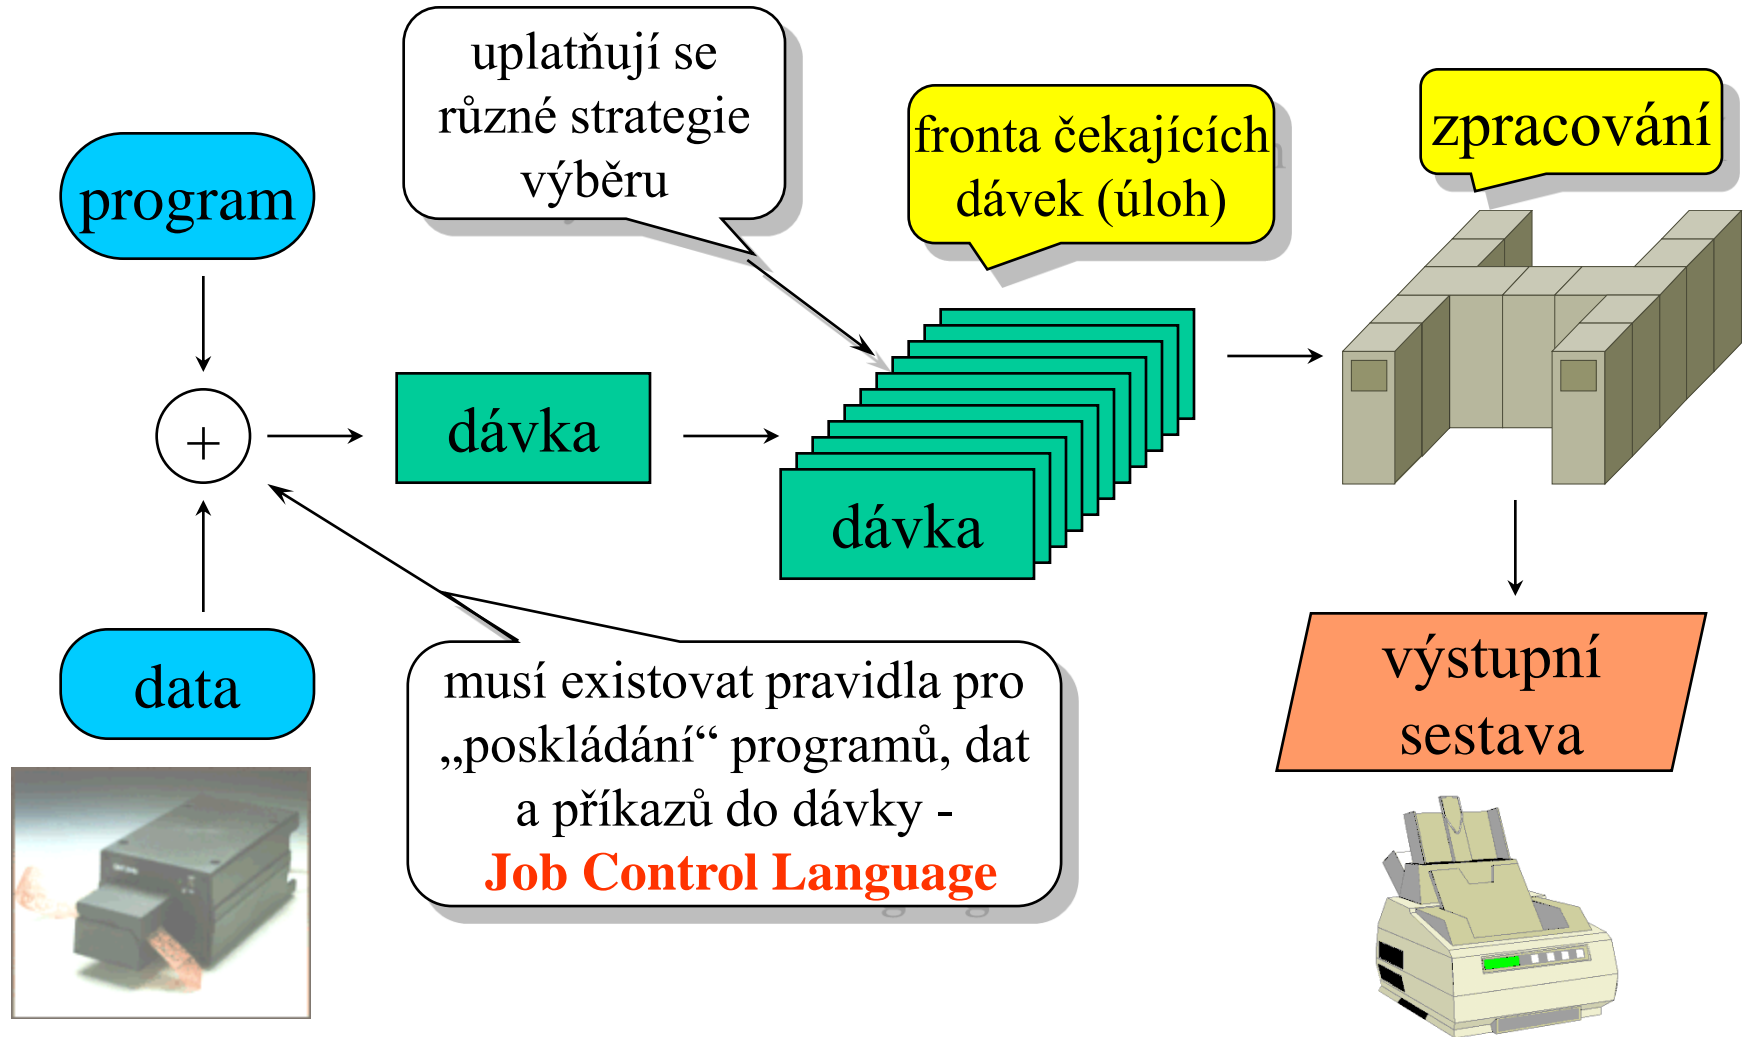 uplatňují se
různé strategie
výběru
fronta čekajících
dávek (úloh)
zpracování
program
+
dávka
dávka
data
musí existovat pravidla pro
„poskládání“ programů, dat
a příkazů do dávky -
Job Control Language
výstupní
sestava